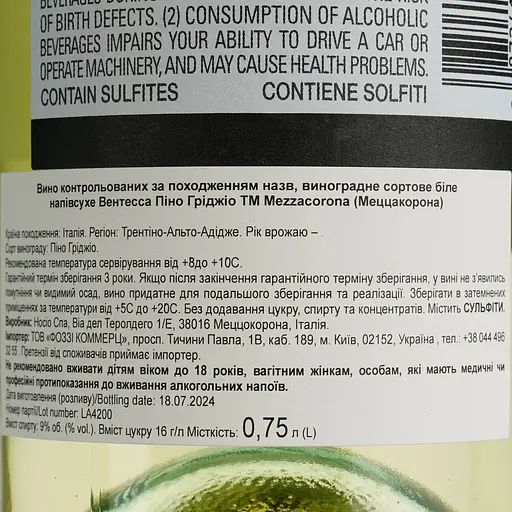 OF BIRTH DEFECTS. (2) CONSUMPTION OF ALCOHOLIC
BEVERAGES IMPAIRS YOUR ABILITY TO DRIVE A CAR OR
OPERATE MACHINERY, AND MAY CAUSE HEALTH PROBLEMS.
CONTAIN SULFITES CONTIENE SOLFITI
Вино контрольованих за походженням назв, виноградне сортове біле
напівсухе Вентесса Піно Гріджіо ТМ Mezzacorona (Меццакорона)
Країна походження: Італія. Регіон: Трентіно-Альто-Адідже. Рік врожаю –
Сорт винограду: Піно Гріджіо.
Рекомендована температура сервірування від +8до +10С.
Гарантійний термін зберігання 3 роки. Якщо після закінчення гарантійного терміну зберігання, у вині не з'явились
помутніння чи видимий осад, вино придатне для подальшого зберігання та реалізації. Зберігати в затемнених
приміщеннях за температури від +5С до +20С. Без додавання цукру, спирту та концентратів. Містить СУЛЬФІТИ.
Виробник: Носіо Спа, Віа дел Теролдего 1/Е, 38016 Меццокорона, Італія.
Імпортер: ТОВ «ФОЗЗІ КОММЕРЦ», просп. Тичини Павла, 1В, каб. 189, м. Київ, 02152, Україна , тел.: +38 044 496
32 55. Претензії від споживачів приймає імпортер.
Не рекомендовано вживати дітям віком до 18 років, вагітним жінкам, особам, які мають медичні чи
професійні протипоказання до вживання алкогольних напоїв.
Дата виготовлення (розливу)/Bottling date: 18.07.2024
Номер партії/Lot number: LA4200
Вміст спирту: 9% об. (% vol.). Вміст цукру 16 г/л Місткість: 0,75 л (L)